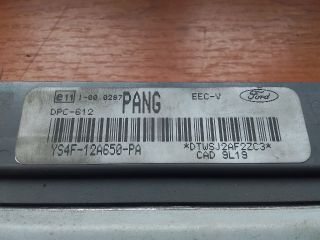 e11 1-00.0287 PANG EEC-V Ford
DPC-612
YS4F-12A650-PA *DTWSJ2AF2ZC3*
CAD 9L19